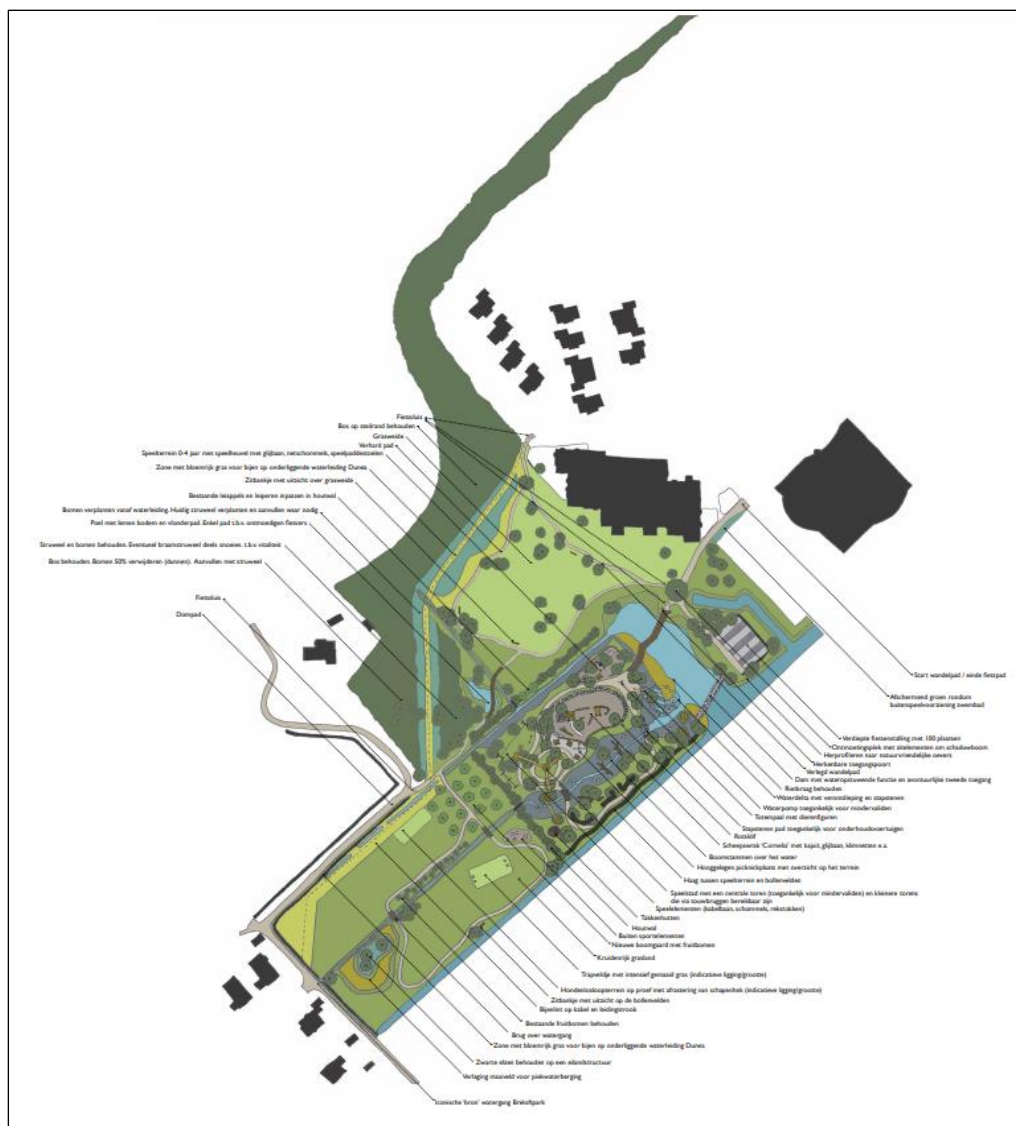 Fietssluis
Bos op steilrand behouden
Grasweide
Verhard pad
Speelterrein 0-4 jaar met speelheuvel met glijbaan, netschommels, speelpaddestoelen
Zone met bloemrijk gras voor bijen op onderliggende waterleiding Dunea
Zitbankje met uitzicht over grasweide
Bestaande leiappels en leiperen inpassen in houtwal
Bomen verplanten vanaf waterleiding. Huidig struweel verplanten en aanvullen waar nodig
Poel met lemen bodem en vlonderpad. Enkel pad t.b.v. ontmoedigen fietsers
Struweel en bomen behouden. Eventueel braamstruweel deels snoeien t.b.v. vitaliteit
Bos behouden. Bomen 50% verwijderen (dunnen). Aanvullen met struweel
Fietssluis
Dompad
Start wandelpad / einde fietspad
Afschermend groen rondom
buitenspeelvoorziening zwembad
Verdiepte fietsenstalling met 100 plaatsen
Ontmoetingsplek met zitelementen om schaduwboom
Herprofileren naar natuurvriendelijke oevers
Herkenbare toegangspoort
Verlegd wandelpad
Dam met wateropstuwende functie en avontuurlijke tweede toegang
Rietkraag behouden
Waterdelta met verondieping en stapstenen
Waterpomp toegankelijk voor mindervaliden
Totempaal met dierenfiguren
Stapstenen pad toegankelijk voor onderhoudsvoertuigen
Rotsklif
Scheepswrak 'Cornelia' met kajuit, glijbaan, klimnetten e.a.
Boomstammen over het water
Hooggelegen picknickplaats met overzicht op het terrein
Haag tussen speelterrein en bollenvelden
Speelstad met een centrale toren (toegankelijk voor mindervaliden) en kleinere torens
die via touwbruggen bereikbaar zijn
Speelelementen (kabelbaan, schommels, rekstokken)
Takkenhutten
Houtwal
Buiten sportelementen
Nieuwe boomgaard met fruitbomen
Kruidenrijk grasland
Trapveldje met intensief gemaaid gras (indicatieve ligging/grootte)
Hondenlosloopterrein op proef met afrastering van schapenhek (indicatieve ligging/grootte)
Zitbankje met uitzicht op de bollenvelden
Bijenlint op kabel en leidingstrook
Bestaande fruitbomen behouden
Brug over watergang
Zone met bloemrijk gras voor bijen op onderliggende waterleiding Dunea
Zwarte elzen behouden op een eilandstructuur
Verlaging maaiveld voor piekwaterberging
Iconische 'bron' watergang Breloftpark